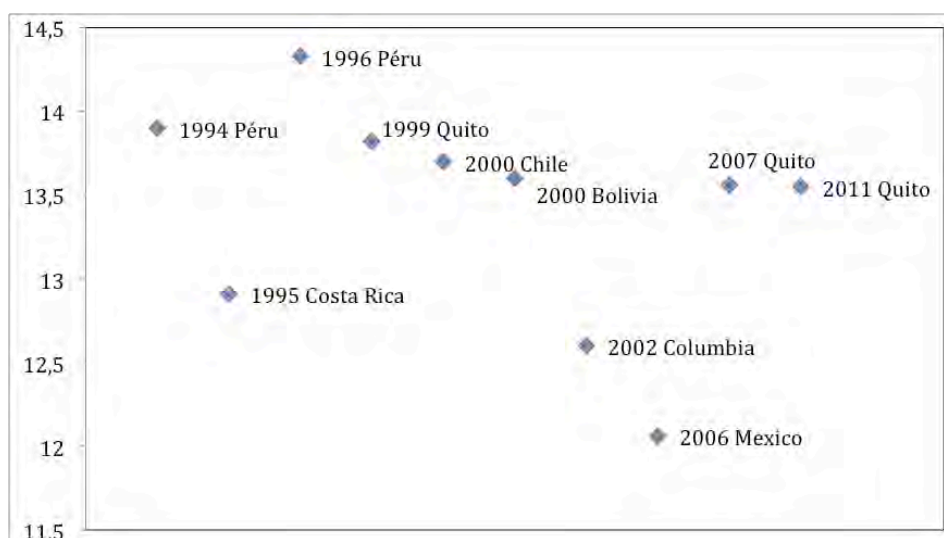 14,5
1996 Péru
14
1994 Péru
1999 Quito
2000 Chile
2007 Quito
13,5
2000 Bolivia
2011 Quito
13
1995 Costa Rica
12,5
2002 Columbia
12
2006 Mexico
11,5